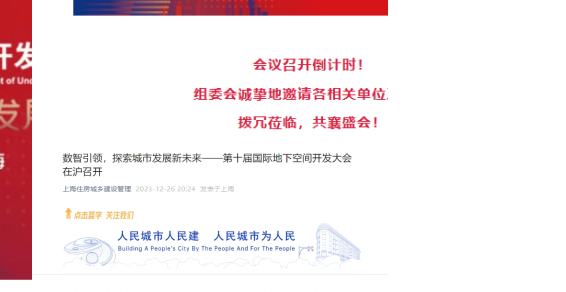 开发
t of Und
发展
海
会议召开倒计时！
组委会诚挚地邀请各相关单位
拨冗莅临，共襄盛会！
数智引领，探索城市发展新未来——第十届国际地下空间开发大会
在沪召开
上海住房城乡建设管理 2023-12-26 20:24 发表于上海
点击蓝字 关注我们
人民城市人民建 人民城市为人民
Building A People's City By The People And For The People